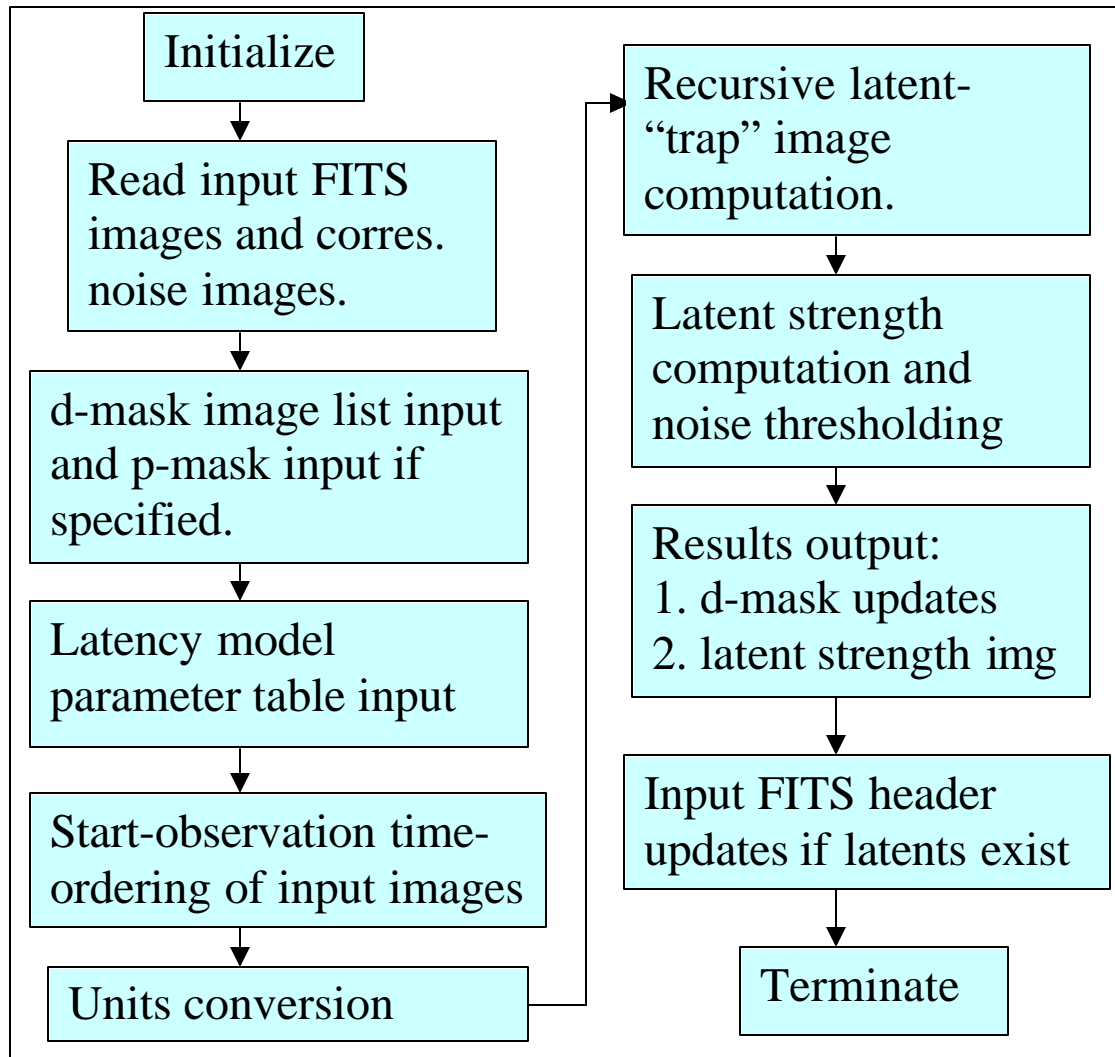 Initialize
Read input FITS
images and corres.
noise images.
d-mask image list input
and p-mask input if
specified.
Latency model
parameter table input
Start-observation time-
ordering of input images
Units conversion
Recursive latent-
“trap” image
computation.
Latent strength
computation and
noise thresholding
Results output:
1. d-mask updates
2. latent strength img
Input FITS header
updates if latents exist
Terminate